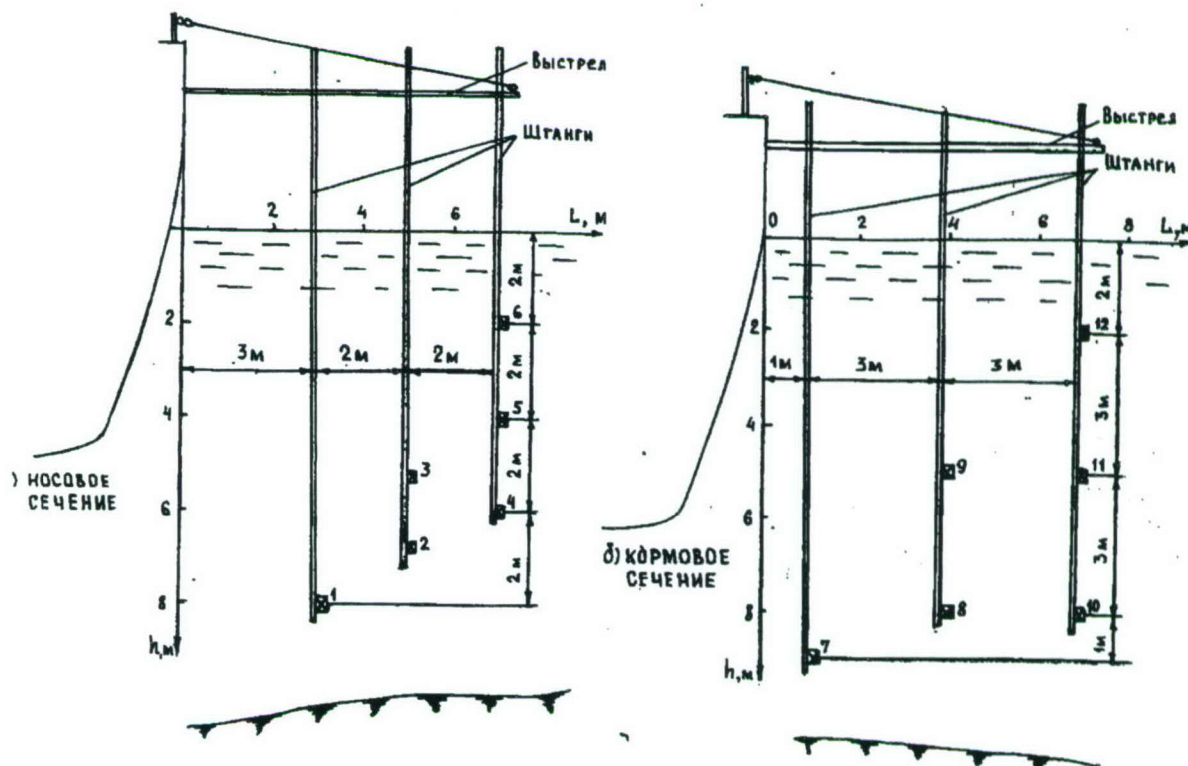 Выстрел
Штанги
2
4
6
L, м
2м
6
2
3м
2м
2м
2м
4
5
3
2м
) НОСОВОЕ
СЕЧЕНИЕ
6
4
2
2м
1
8
h,м
Выстрел
Штанги
0
2
4
6
8
L, м
2м
12
2
1м
3м
3м
3м
4
9
11
6
3м
б) КОРМОВОЕ
СЕЧЕНИЕ
8
8
10
7
1м
h,м